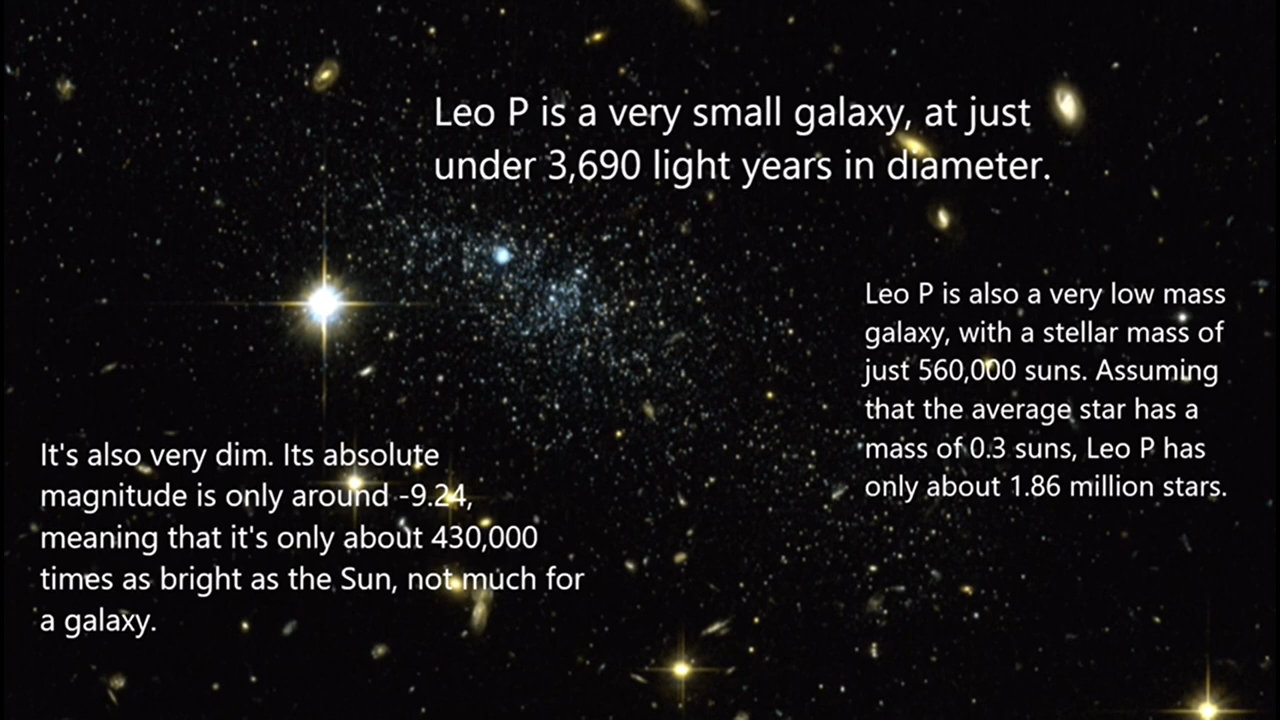 Leo P is a very small galaxy, at just
under 3,690 light years in diameter.
Leo P is also a very low mass
galaxy, with a stellar mass of
just 560,000 suns. Assuming
that the average star has a
mass of 0.3 suns, Leo P has
only about 1.86 million stars.
It's also very dim. Its absolute
magnitude is only around -9.24,
meaning that it's only about 430,000
times as bright as the Sun, not much for
a galaxy.